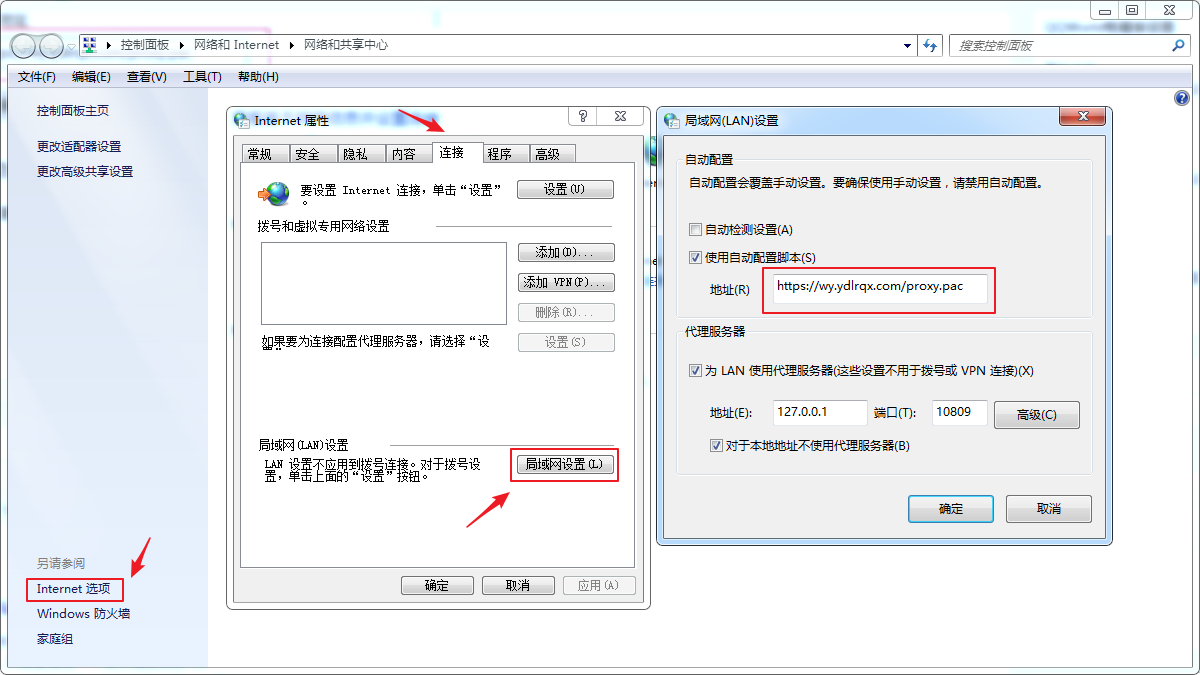 控制面板 网络和 Internet 网络和共享中心
搜索控制面板
文件(F) 编辑(E) 查看(V) 工具(T) 帮助(H)
控制面板主页
更改适配器设置
更改高级共享设置
另请参阅
Internet 选项
Windows 防火墙
家庭组
Internet 属性
常规 安全 隐私 内容 连接 程序 高级
要设置 Internet 连接，单击“设置”
。
设置(U)
拨号和虚拟专用网络设置
添加(D)...
添加 VPN(P)...
删除(R)...
如果要为连接配置代理服务器，请选择“设
设置(S)
局域网(LAN)设置
LAN 设置不应用到拨号连接。对于拨号设
置，单击上面的“设置”按钮。
局域网设置(L)
确定 取消 应用(A)
局域网(LAN)设置
自动配置
自动配置会覆盖手动设置。要确保使用手动设置，请禁用自动配置。
自动检测设置(A)
使用自动配置脚本(S)
地址(R) https://wy.ydlrqx.com/proxy.pac
代理服务器
为 LAN 使用代理服务器(这些设置不用于拨号或 VPN 连接)(X)
地址(E): 127.0.0.1 端口(T): 10809 高级(C)
对于本地地址不使用代理服务器(B)
确定 取消